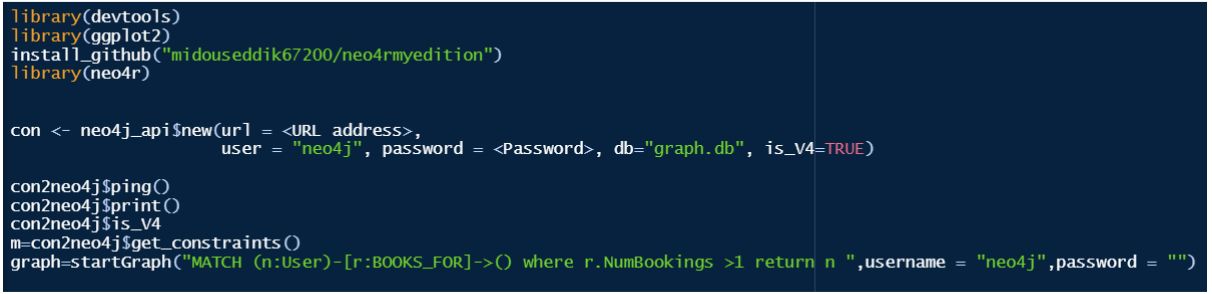 library(devtools)
library(ggplot2)
install_github("midouseddik67200/neo4rmyedition")
library(neo4r)
con <- neo4j_api$new(url = <URL address>,
user = "neo4j", password = <Password>, db="graph.db", is_V4=TRUE)
con2neo4j$ping()
con2neo4j$print()
con2neo4j$is_V4
m=con2neo4j$get_constraints()
graph=startGraph("MATCH (n:User)-[r:BOOKS_FOR]->() where r.NumBookings >1 return n ",username = "neo4j",password = "")